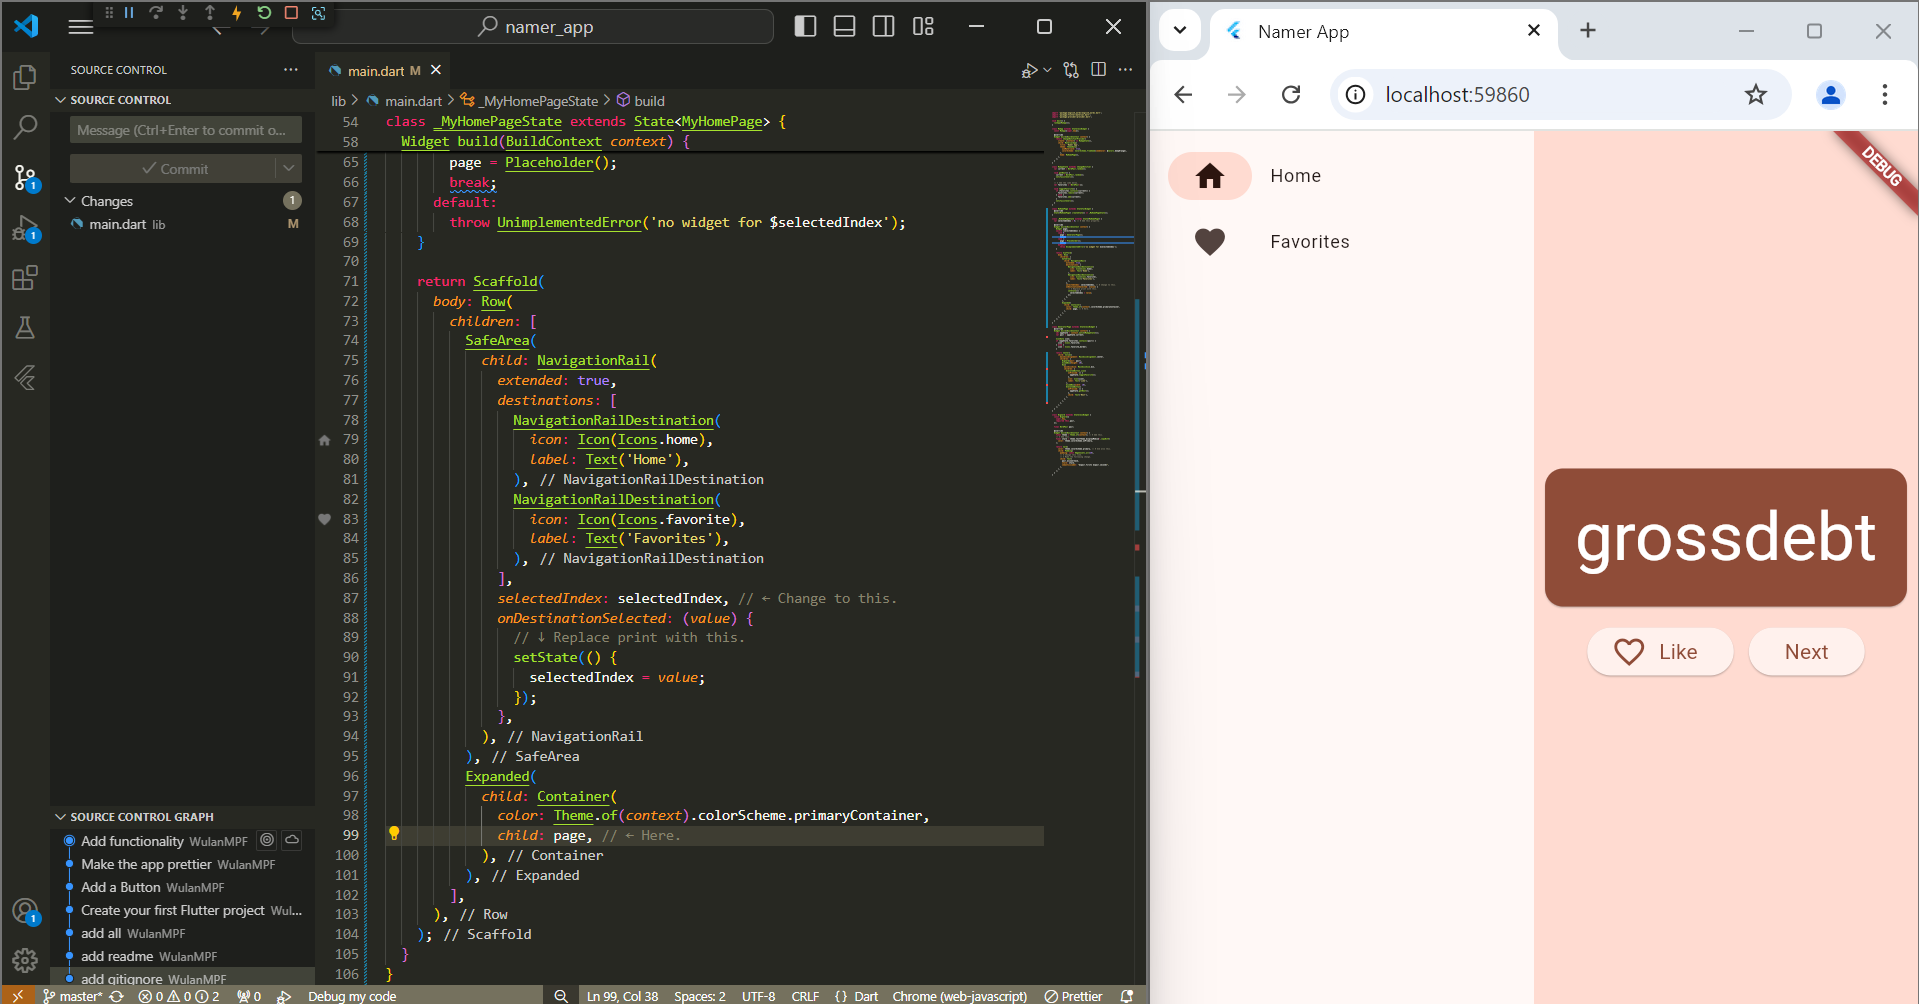 namer_app
SOURCE CONTROL
SOURCE CONTROL
Message (Ctrl+Enter to commit o...
Commit
Changes 1
main.dart lib M
1
1
1
SOURCE CONTROL GRAPH
Add functionality WulanMPF
Make the app prettier WulanMPF
Add a Button WulanMPF
Create your first Flutter project Wul...
add all WulanMPF
add readme WulanMPF
add gitignore WulanMPF
main.dart M
lib > main.dart > _MyHomePageState > build
54 class _MyHomePageState extends State<MyHomePage> {
58 Widget build(BuildContext context) {
65 page = Placeholder();
66 break;
67 default:
68 throw UnimplementedError('no widget for $selectedIndex');
69 }
70
71 return Scaffold(
72 body: Row(
73 children: [
74 SafeArea(
75 child: NavigationRail(
76 extended: true,
77 destinations: [
78 NavigationRailDestination(
79 icon: Icon(Icons.home),
80 label: Text('Home'),
81 ), // NavigationRailDestination
82 NavigationRailDestination(
83 icon: Icon(Icons.favorite),
84 label: Text('Favorites'),
85 ), // NavigationRailDestination
86 ],
87 selectedIndex: selectedIndex, // ← Change to this.
88 onDestinationSelected: (value) {
89 // ↓ Replace print with this.
90 setState(() {
91 selectedIndex = value;
92 });
93 },
94 ), // NavigationRail
95 ), // SafeArea
96 Expanded(
97 child: Container(
98 color: Theme.of(context).colorScheme.primaryContainer,
99 child: page, // ← Here.
100 ), // Container
101 ), // Expanded
102 ],
103 ), // Row
104 ); // Scaffold
105 }
106 }
master* 0 0 2 0 Debug my code Ln 99, Col 38 Spaces: 2 UTF-8 CRLF {} Dart Chrome (web-javascript) Prettier
Namer App
localhost:59860
DEBUG
Home
Favorites
grossdebt
Like Next